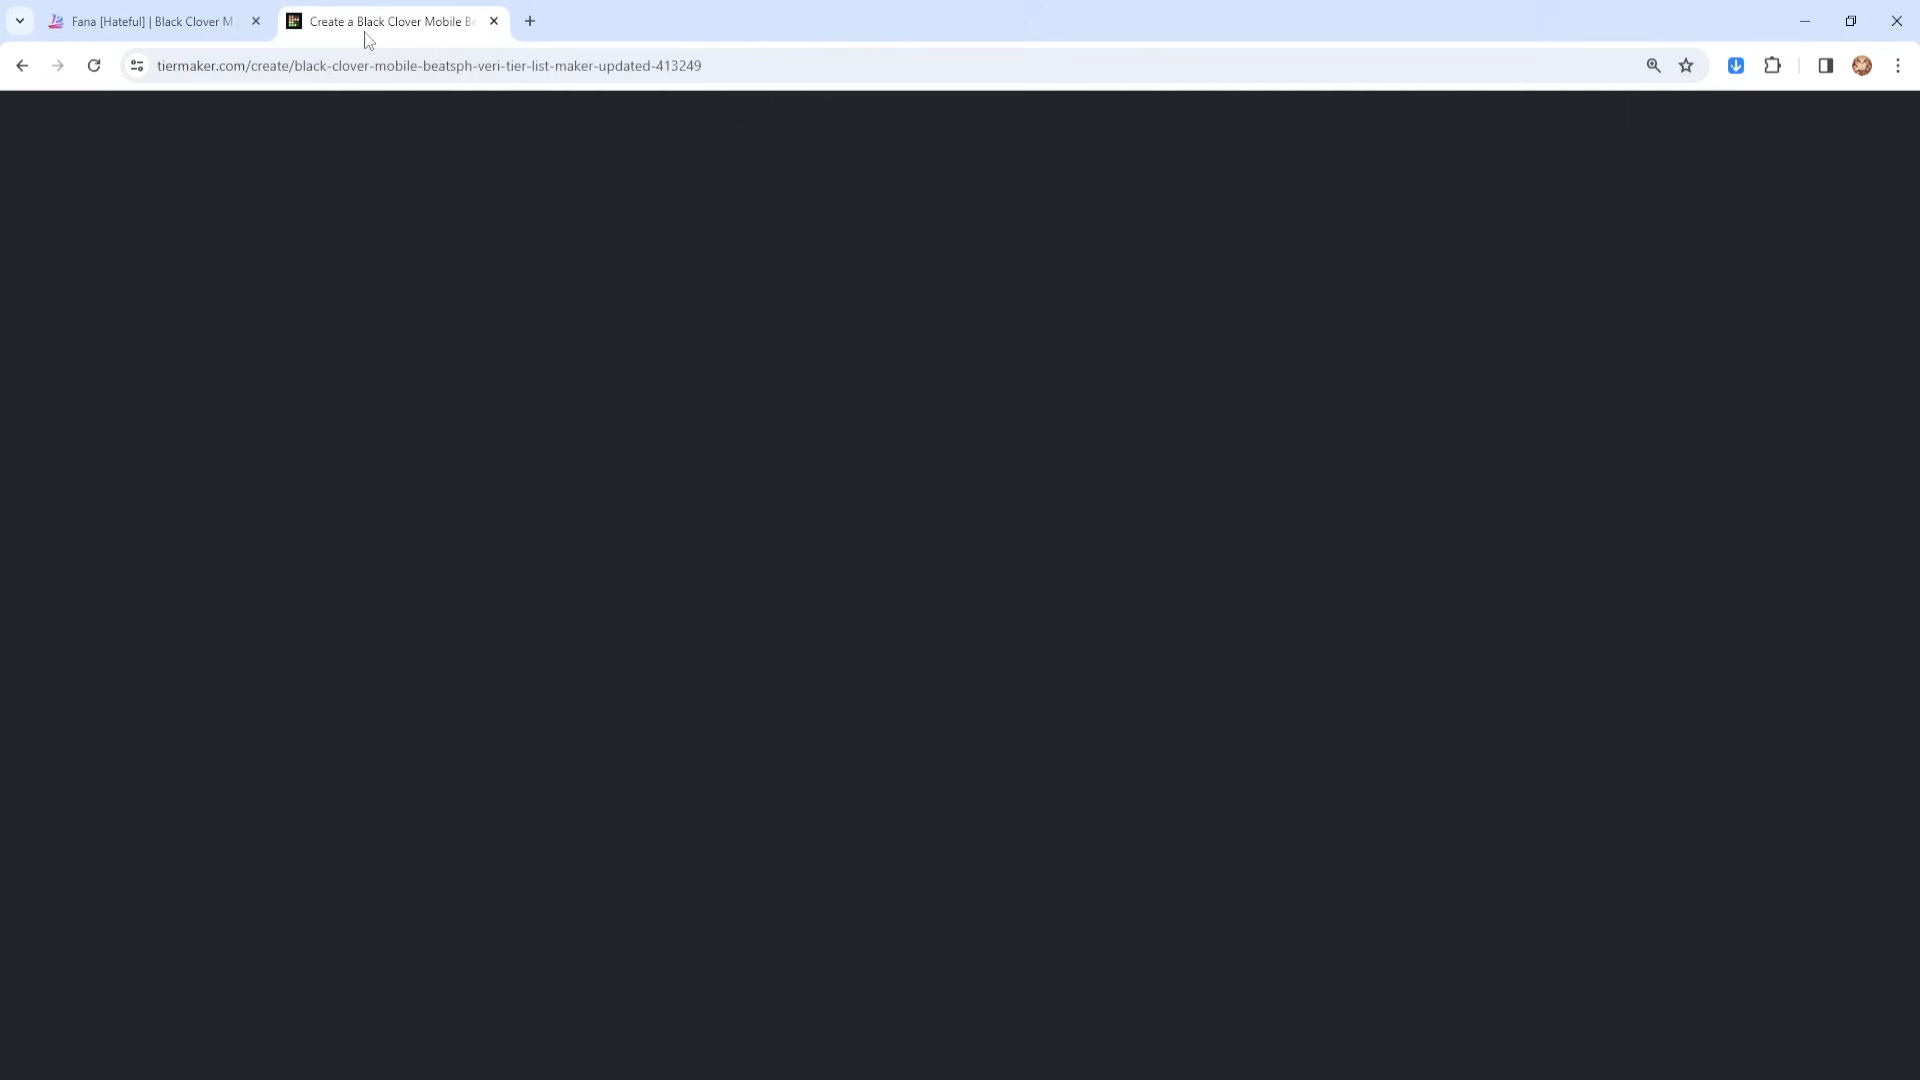 Fana [Hateful] | Black Clover M
Create a Black Clover Mobile Be
tiermaker.com/create/black-clover-mobile-beatsph-veri-tier-list-maker-updated-413249